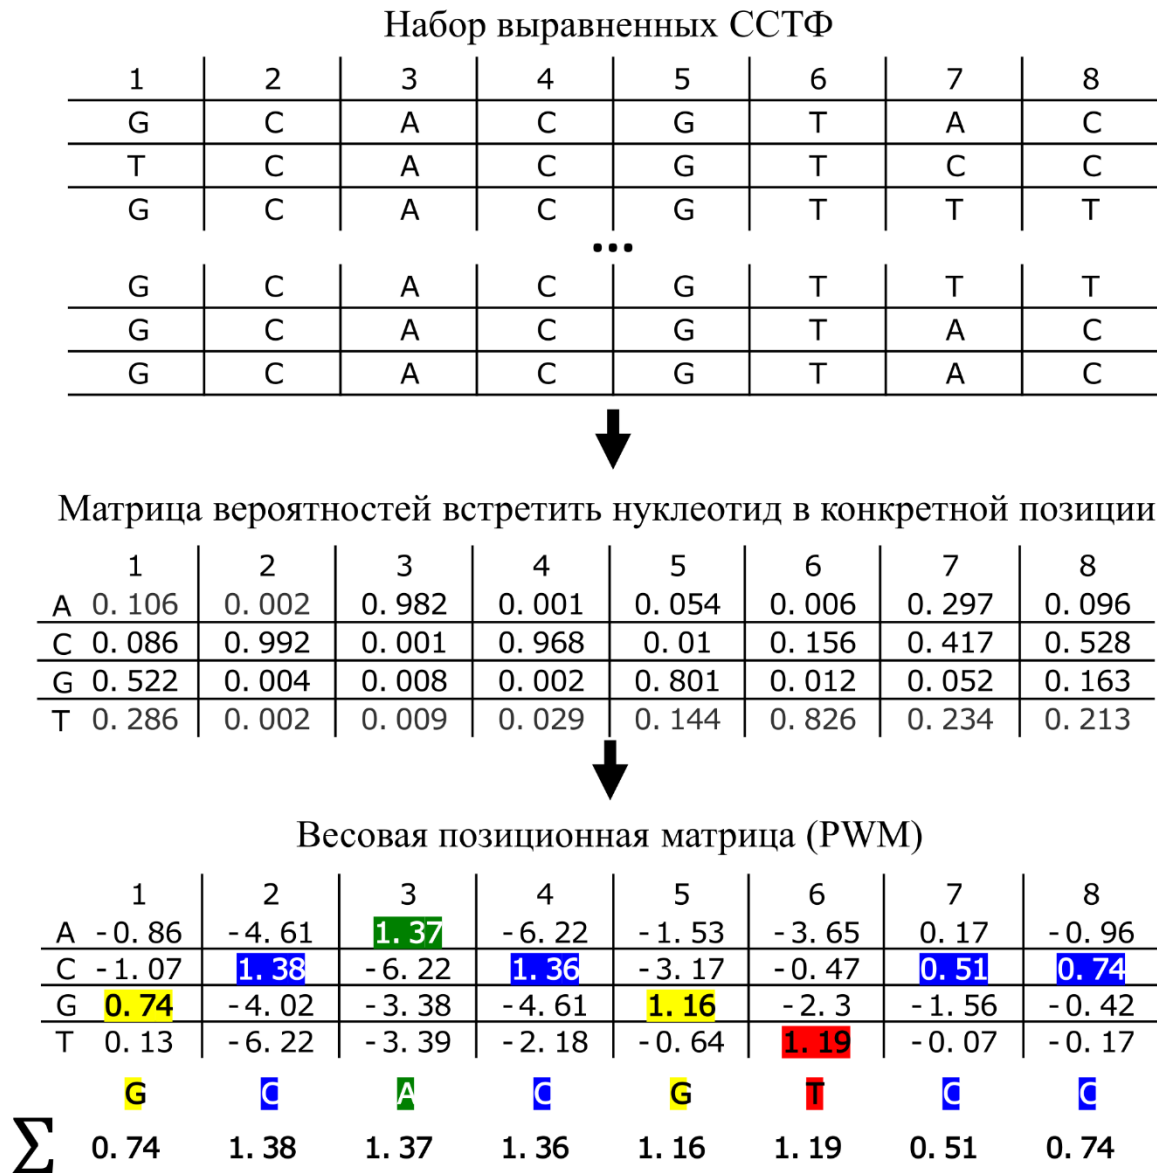 Набор выравненных ССТФ
1 2 3 4 5 6 7 8
G C A C G T A C
T C A C G T C C
G C A C G T T T
...
G C A C G T T T
G C A C G T A C
G C A C G T A C
Матрица вероятностей встретить нуклеотид в конкретной позиции
1 2 3 4 5 6 7 8
A 0.106 0.002 0.982 0.001 0.054 0.006 0.297 0.096
C 0.086 0.992 0.001 0.968 0.01 0.156 0.417 0.528
G 0.522 0.004 0.008 0.002 0.801 0.012 0.052 0.163
T 0.286 0.002 0.009 0.029 0.144 0.826 0.234 0.213
Весовая позиционная матрица (PWM)
1 2 3 4 5 6 7 8
A -0.86 -4.61 1.37 -6.22 -1.53 -3.65 0.17 -0.96
C -1.07 1.38 -6.22 1.36 -3.17 -0.47 0.51 0.74
G 0.74 -4.02 -3.38 -4.61 1.16 -2.3 -1.56 -0.42
T 0.13 -6.22 -3.39 -2.18 -0.64 1.19 -0.07 -0.17
G C A C G T C C
Σ 0.74 1.38 1.37 1.36 1.16 1.19 0.51 0.74